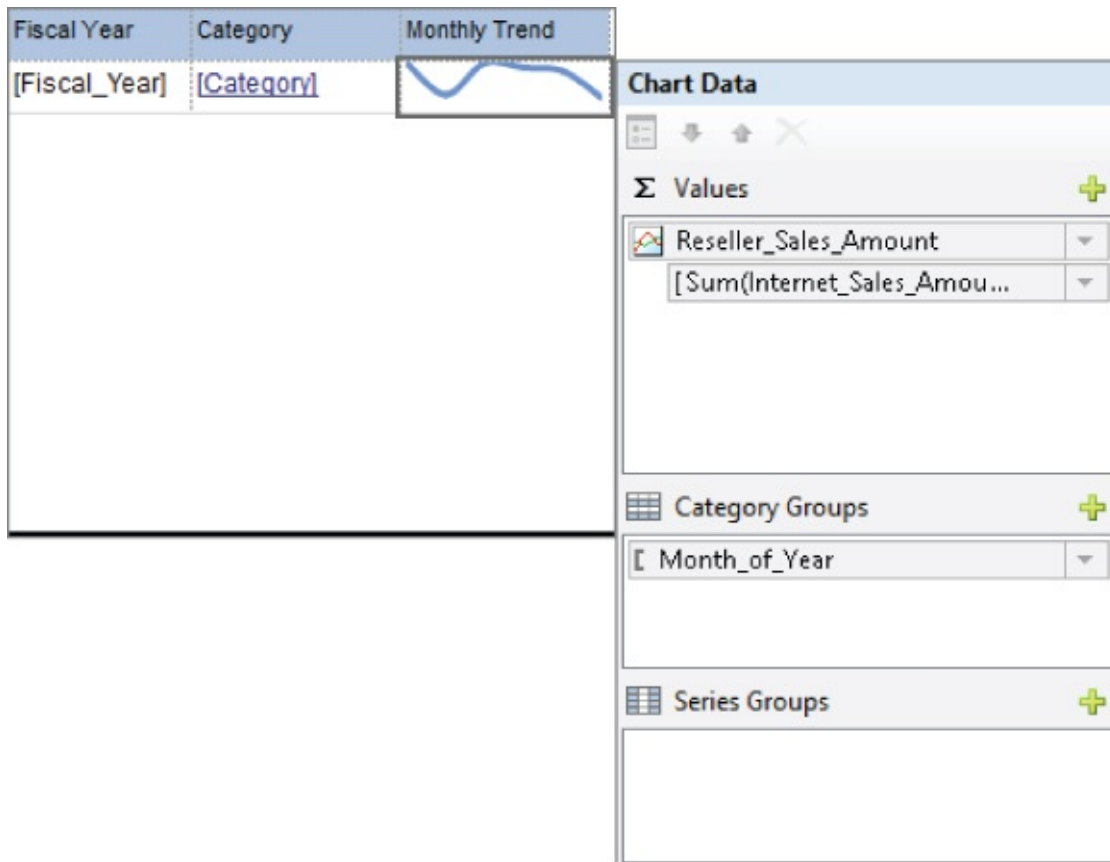 Fiscal Year Category Monthly Trend
[Fiscal_Year] [Category]
Chart Data
Σ Values
Reseller_Sales_Amount
[Sum(Internet_Sales_Amou...
Category Groups
[ Month_of_Year
Series Groups